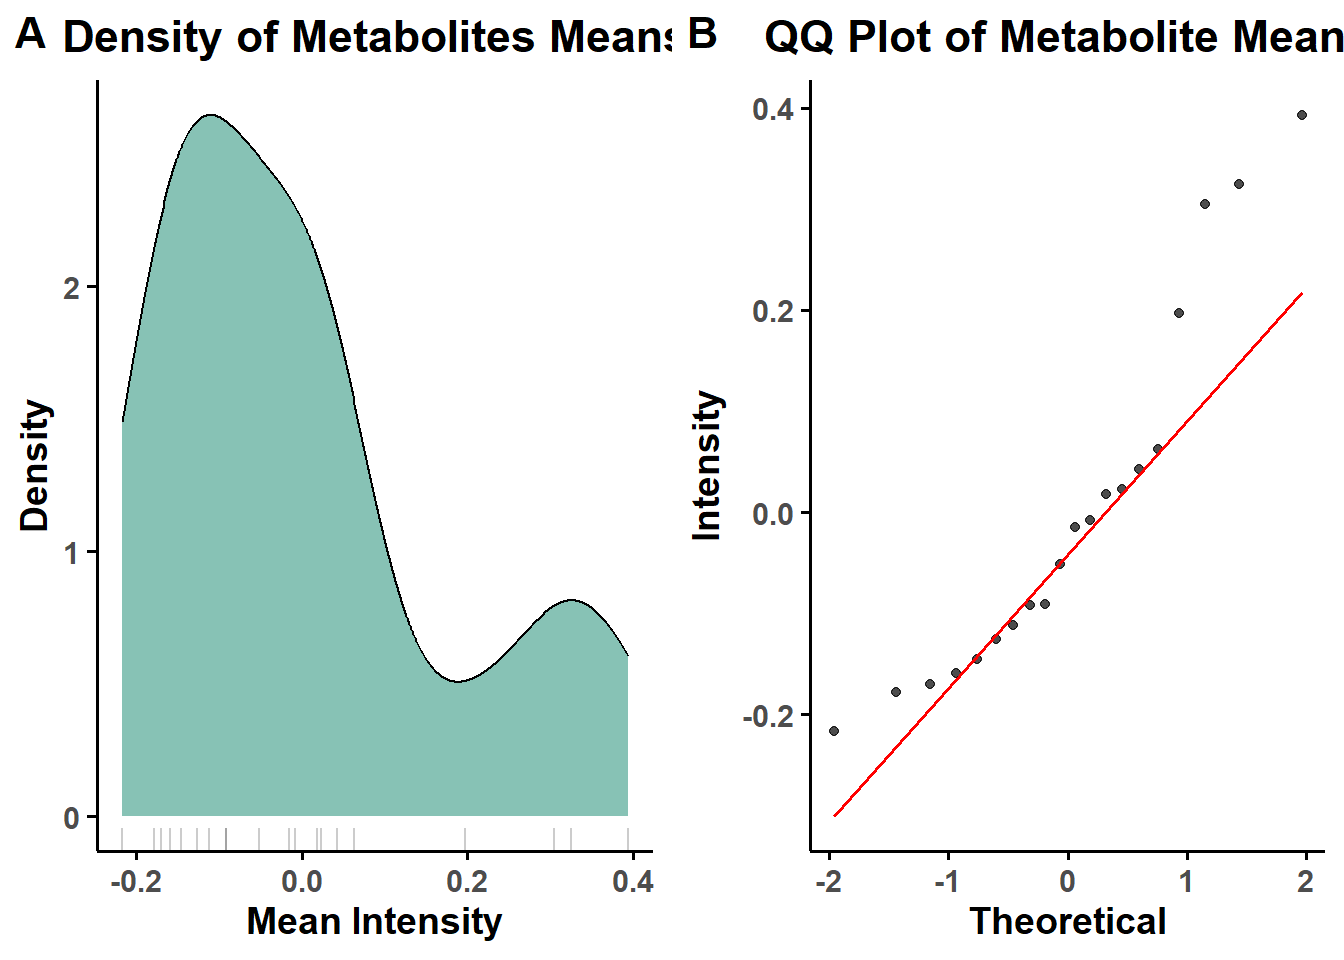 A Density of Metabolites Means
2
1
0
Density
-0.2 0.0 0.2 0.4
Mean Intensity
B QQ Plot of Metabolite Mean
0.4
0.2
0.0
-0.2
Intensity
-2 -1 0 1 2
Theoretical